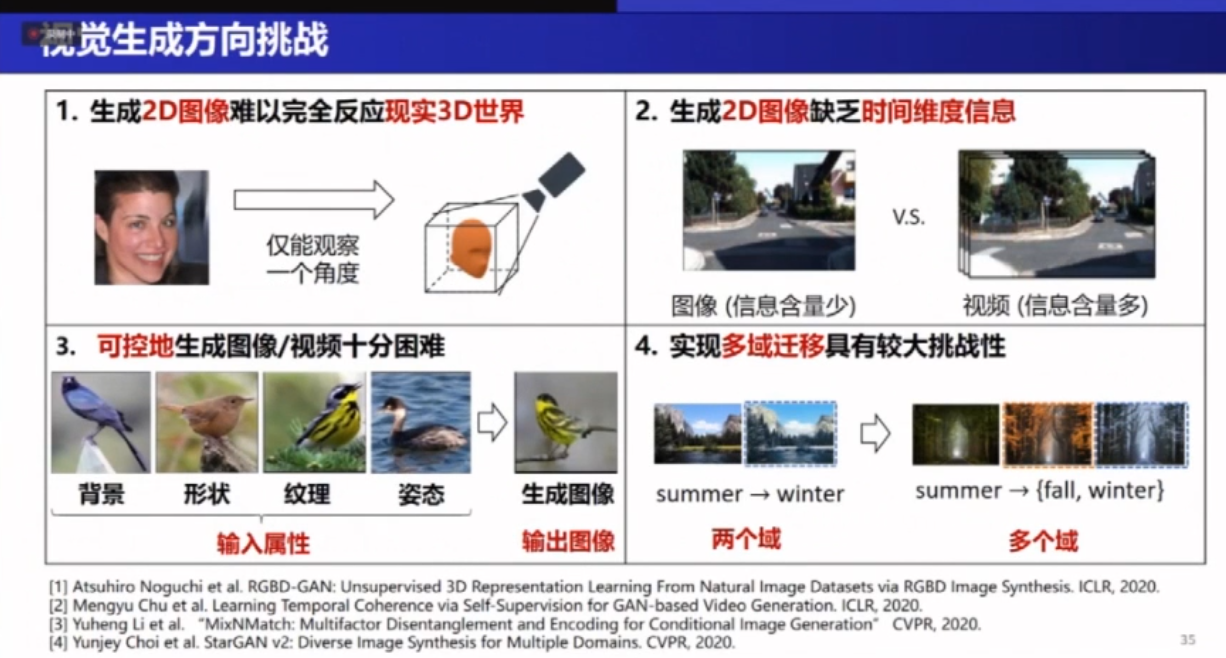 视觉生成方向挑战
1. 生成2D图像难以完全反应现实3D世界
仅能观察
一个角度
2. 生成2D图像缺乏时间维度信息
V.S.
图像 (信息含量少)
视频 (信息含量多)
3. 可控地生成图像/视频十分困难
背景
形状
纹理
姿态
生成图像
输入属性
输出图像
4. 实现多域迁移具有较大挑战性
summer → winter
summer → {fall, winter}
两个域
多个域
[1] Atsuhiro Noguchi et al. RGBD-GAN: Unsupervised 3D Representation Learning From Natural Image Datasets via RGBD Image Synthesis. ICLR, 2020.
[2] Mengyu Chu et al. Learning Temporal Coherence via Self-Supervision for GAN-based Video Generation. ICLR, 2020.
[3] Yuheng Li et al. “MixNMatch: Multifactor Disentanglement and Encoding for Conditional Image Generation” CVPR, 2020.
[4] Yunjey Choi et al. StarGAN v2: Diverse Image Synthesis for Multiple Domains. CVPR, 2020.
35